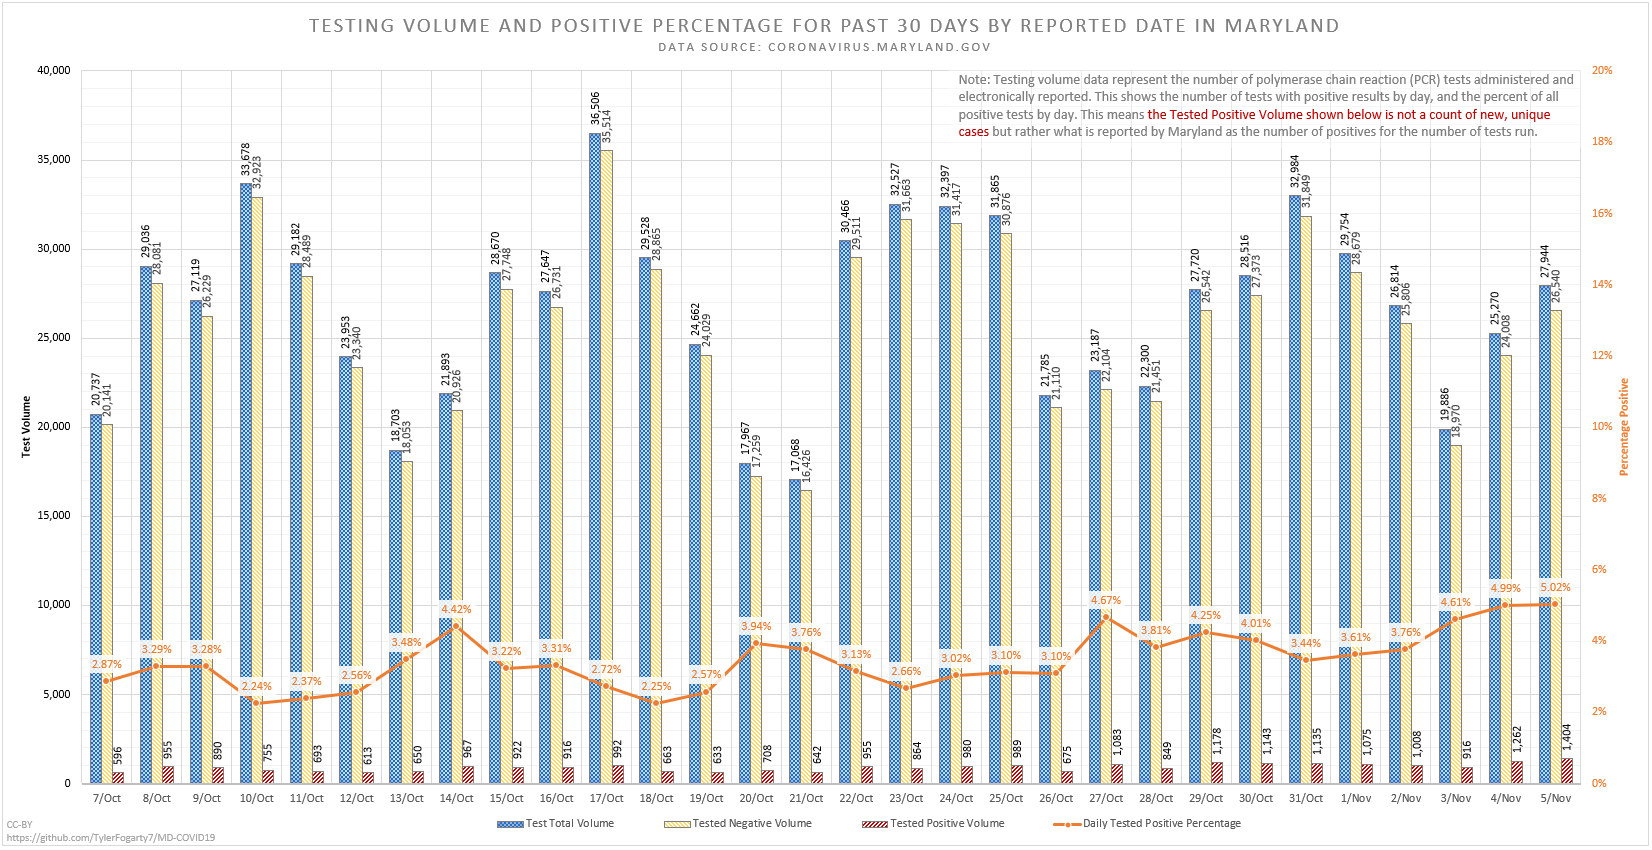 TESTING VOLUME AND POSITIVE PERCENTAGE FOR PAST 30 DAYS BY REPORTED DATE IN MARYLAND
DATA SOURCE: CORONAVIRUS.MARYLAND.GOV
Note: Testing volume data represent the number of polymerase chain reaction (PCR) tests administered and
electronically reported. This shows the number of tests with positive results by day, and the percent of all
positive tests by day. This means the Tested Positive Volume shown below is not a count of new, unique
cases but rather what is reported by Maryland as the number of positives for the number of tests run.
Test Volume
40,000
35,000
30,000
25,000
20,000
15,000
10,000
5,000
0
20,737 29,036 27,119 33,678 29,182 23,953 18,703 21,893 28,670 27,647 36,506 29,528 24,662 17,967 17,068 30,466 32,527 32,397 31,865 21,785 23,187 22,300 27,720 28,516 32,984 29,754 26,814 19,886 25,270 27,944
20,141 28,081 26,229 32,923 28,489 23,340 18,053 20,926 27,748 26,731 35,514 28,865 24,029 17,259 16,426 29,511 31,663 31,417 30,876 21,110 22,104 21,451 26,542 27,373 31,849 28,679 25,806 18,970 24,008 26,540
2.87% 3.29% 3.28% 2.24% 2.37% 2.56% 3.48% 4.42% 3.22% 3.31% 2.72% 2.25% 2.57% 3.94% 3.76% 3.13% 2.66% 3.02% 3.10% 3.10% 4.67% 3.81% 4.25% 4.01% 3.44% 3.61% 3.76% 4.61% 4.99% 5.02%
596 955 890 755 693 613 650 967 922 916 992 663 633 708 642 955 864 980 989 675 1,083 849 1,178 1,143 1,135 1,075 1,008 916 1,262 1,404
7/Oct 8/Oct 9/Oct 10/Oct 11/Oct 12/Oct 13/Oct 14/Oct 15/Oct 16/Oct 17/Oct 18/Oct 19/Oct 20/Oct 21/Oct 22/Oct 23/Oct 24/Oct 25/Oct 26/Oct 27/Oct 28/Oct 29/Oct 30/Oct 31/Oct 1/Nov 2/Nov 3/Nov 4/Nov 5/Nov
20%
18%
16%
14%
12%
10%
8%
6%
4%
2%
0%
Percentage Positive
Test Total Volume Tested Negative Volume Tested Positive Volume Daily Tested Positive Percentage
CC-BY
https://github.com/TylerFogarty7/MD-COVID19